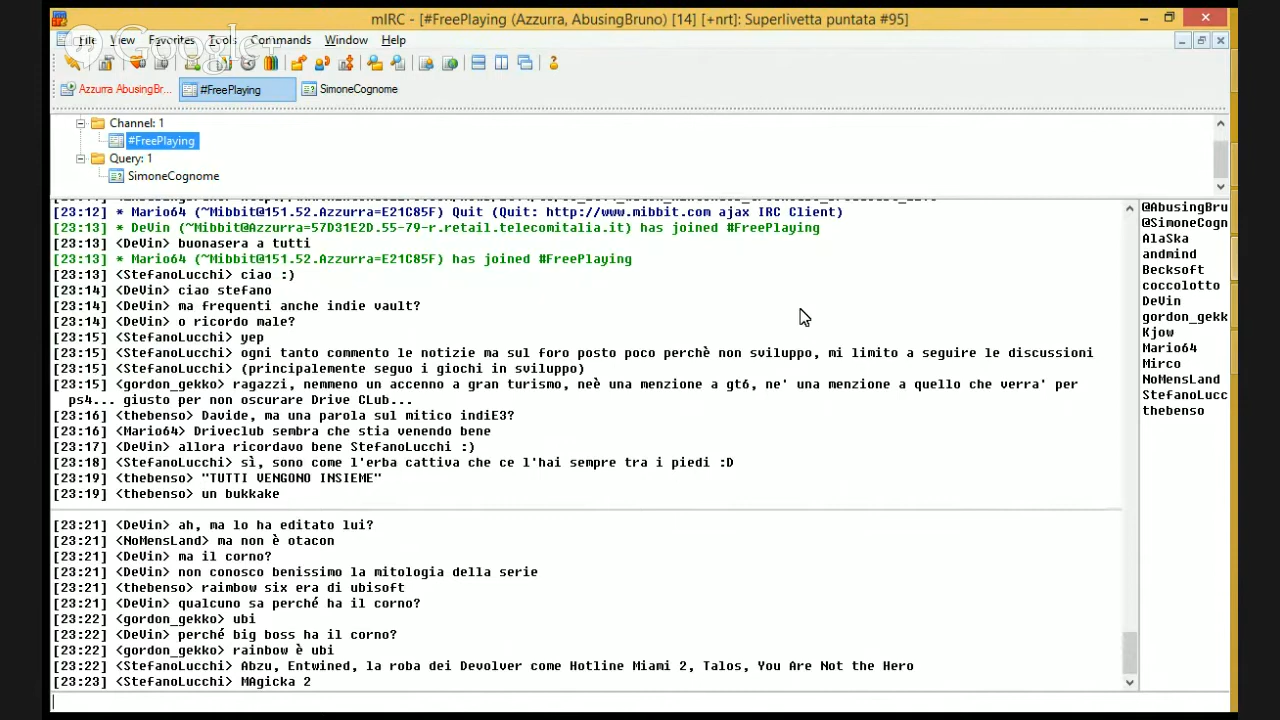 mIRC - [#FreePlaying (Azzurra, AbusingBruno) [14] [+nrt]: Superlivetta puntata #95)
File View Favorites Tools Commands Window Help
Google+
Azzurra AbusingBr... #FreePlaying SimoneCognome
Channel: 1
#FreePlaying
Query: 1
SimoneCognome
[23:12] * Mario64 (~Mibbit@151.52.Azzurra=E21C85F) Quit (Quit: http://www.mibbit.com ajax IRC Client)
[23:13] * DeVin (~Mibbit@Azzurra=57D31E2D.55-79-r.retail.telecomitalia.it) has joined #FreePlaying
[23:13] <DeVin> buonasera a tutti
[23:13] * Mario64 (~Mibbit@151.52.Azzurra=E21C85F) has joined #FreePlaying
[23:13] <StefanoLucchi> ciao :)
[23:14] <DeVin> ciao stefano
[23:14] <DeVin> ma frequenti anche indie vault?
[23:14] <DeVin> o ricordo male?
[23:15] <StefanoLucchi> yep
[23:15] <StefanoLucchi> ogni tanto commento le notizie ma sul foro posto poco perchè non sviluppo, mi limito a seguire le discussioni
[23:15] <StefanoLucchi> (principalmente seguo i giochi in sviluppo)
[23:15] <gordon_gekko> ragazzi, nemmeno un accenno a gran turismo, neè una menzione a gt6, ne' una menzione a quello che verra' per
ps4... giusto per non oscurare Drive CLub...
[23:16] <thebenso> Davide, ma una parola sul mitico indiE3?
[23:16] <Mario64> Driveclub sembra che stia venendo bene
[23:17] <DeVin> allora ricordavo bene StefanoLucchi :)
[23:18] <StefanoLucchi> sì, sono come l'erba cattiva che ce l'hai sempre tra i piedi :D
[23:19] <thebenso> "TUTTI VENGONO INSIEME"
[23:19] <thebenso> un bukkake
[23:21] <DeVin> ah, ma lo ha editato lui?
[23:21] <NoMensLand> ma non è otacon
[23:21] <DeVin> ma il corno?
[23:21] <DeVin> non conosco benissimo la mitologia della serie
[23:21] <thebenso> raimbow six era di ubisoft
[23:21] <DeVin> qualcuno sa perché ha il corno?
[23:22] <gordon_gekko> ubi
[23:22] <DeVin> perché big boss ha il corno?
[23:22] <gordon_gekko> rainbow è ubi
[23:22] <StefanoLucchi> Abzu, Entwined, la roba dei Devolver come Hotline Miami 2, Talos, You Are Not the Hero
[23:23] <StefanoLucchi> MAgicka 2
@AbusingBru
@SimoneCogn
AlaSka
andmind
Becksoft
coccolotto
DeVin
gordon_gekk
Kjow
Mario64
Mirco
NoMensLand
StefanoLucc
thebenso